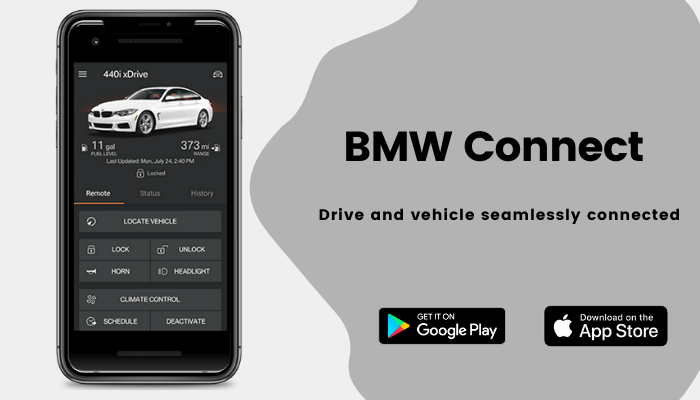 440i xDrive
11 gal
FUEL LEVEL
373 mi
RANGE
Last Updated: Mon, July 24, 2:40 PM
Locked
Remote Status History
LOCATE VEHICLE
LOCK UNLOCK
HORN HEADLIGHT
CLIMATE CONTROL
SCHEDULE DEACTIVATE
BMW Connect
Drive and vehicle seamlessly connected
GET IT ON
Google Play
Download on the
App Store